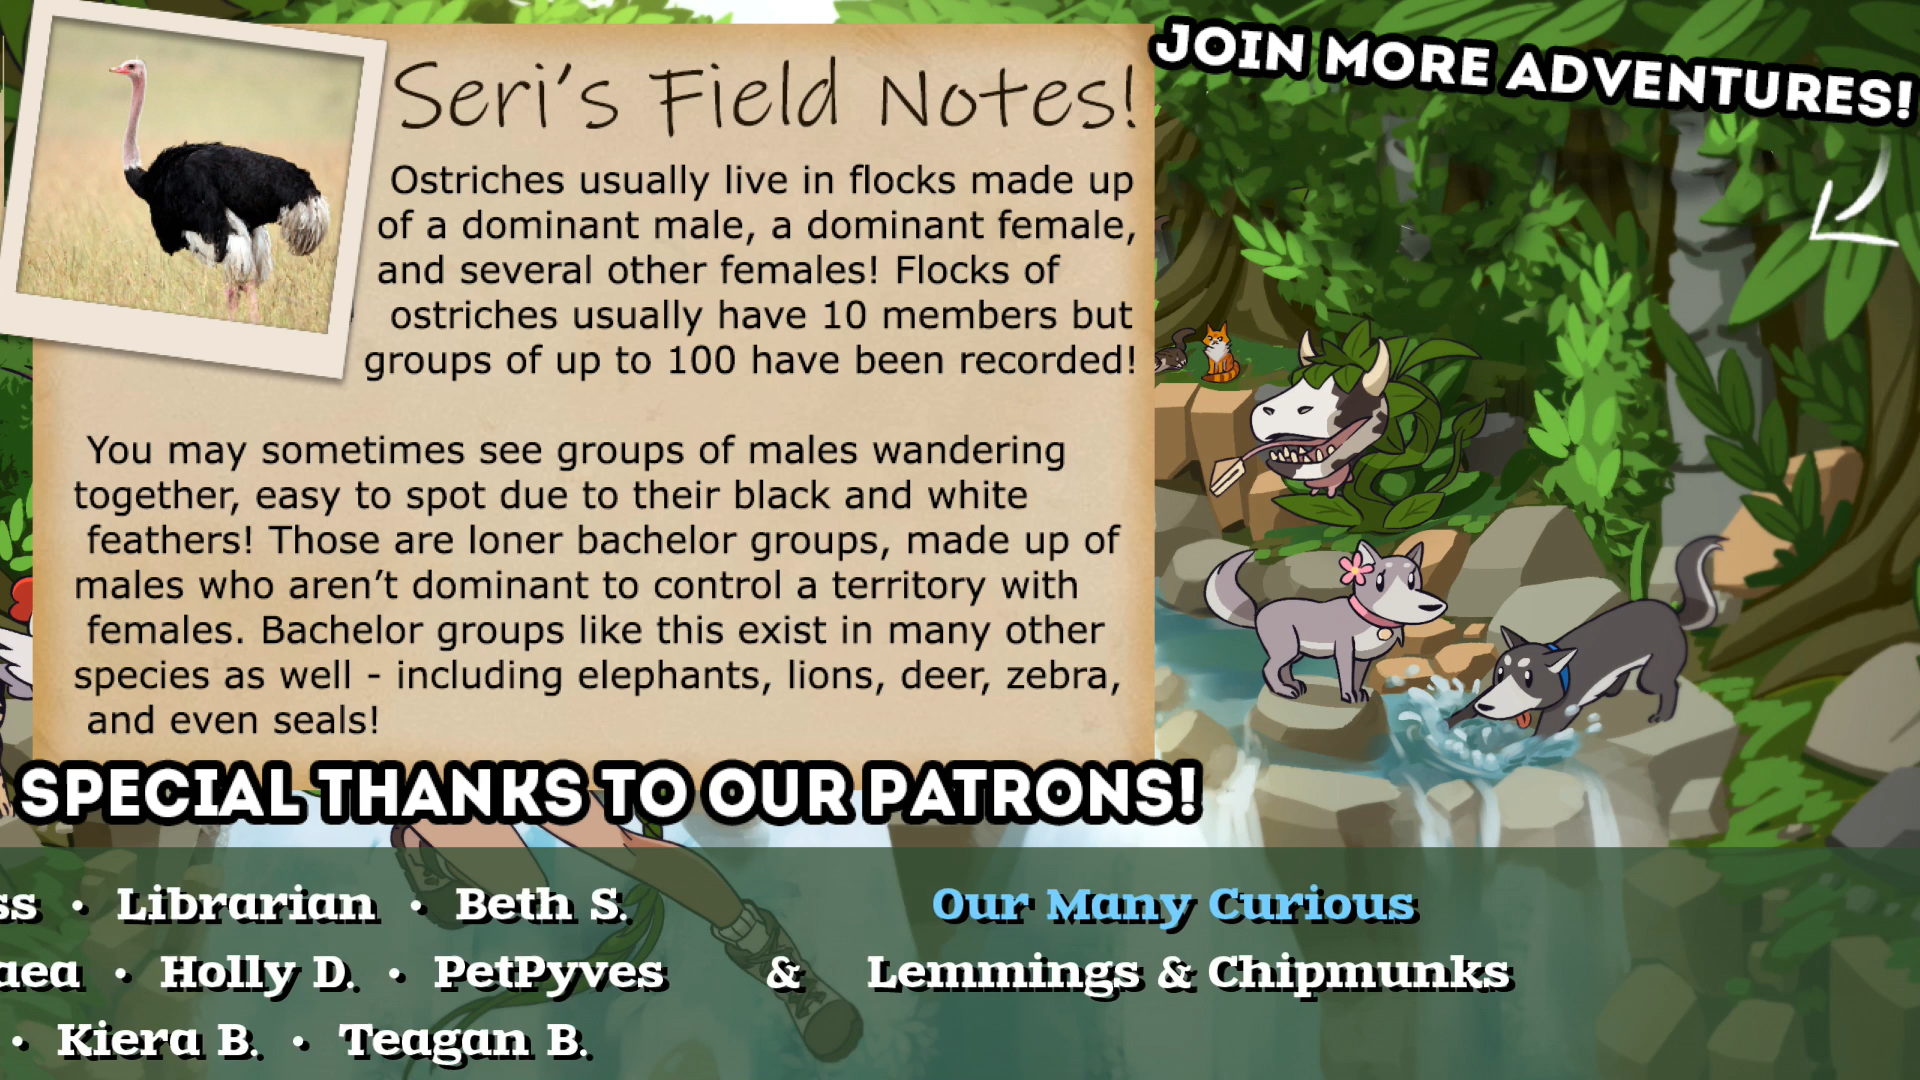 Seri's Field Notes!
JOIN MORE ADVENTURES!
Ostriches usually live in flocks made up
of a dominant male, a dominant female,
and several other females! Flocks of
ostriches usually have 10 members but
groups of up to 100 have been recorded!
You may sometimes see groups of males wandering
together, easy to spot due to their black and white
feathers! Those are loner bachelor groups, made up of
males who aren't dominant to control a territory with
females. Bachelor groups like this exist in many other
species as well - including elephants, lions, deer, zebra,
and even seals!
SPECIAL THANKS TO OUR PATRONS!
• Librarian • Beth S. Our Many Curious
• Holly D. • PetPyves & Lemmings & Chipmunks
• Kiera B. • Teagan B.